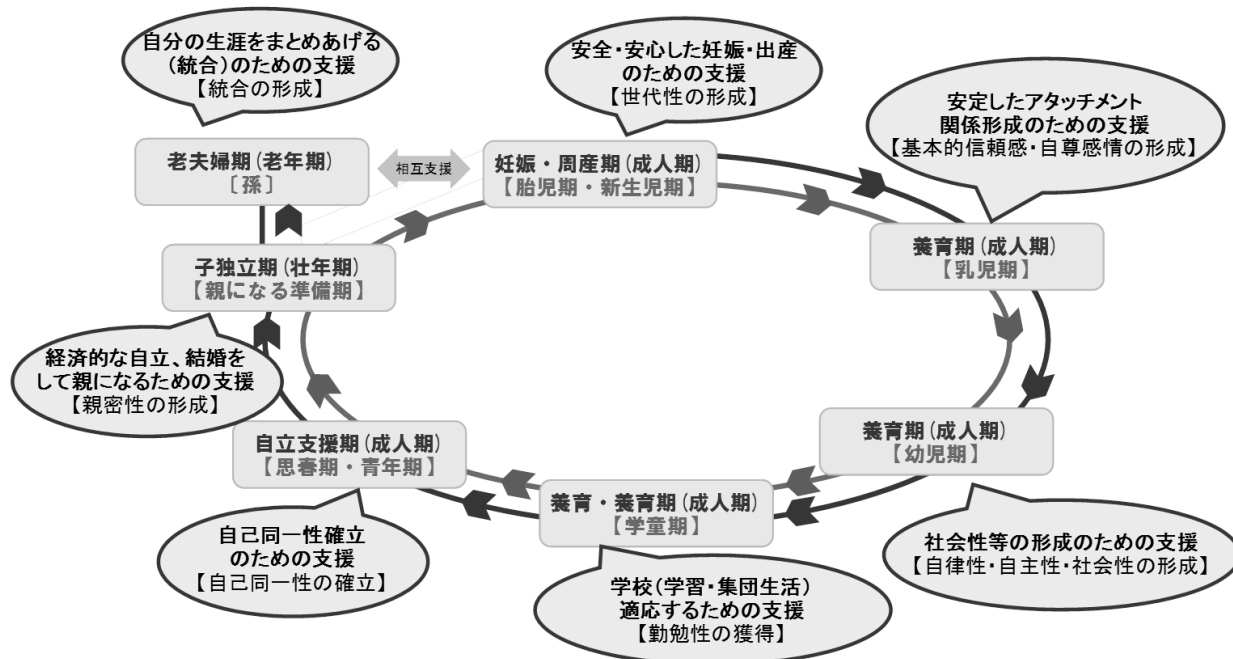 自分の生涯をまとめあげる
(統合)のための支援
【統合の形成】
安全・安心した妊娠・出産
のための支援
【世代性の形成】
安定したアタッチメント
関係形成のための支援
【基本的信頼感・自尊感情の形成】
老夫婦期(老年期)
〔孫〕
相互支援
妊娠・周産期(成人期)
【胎児期・新生児期】
養育期(成人期)
【乳児期】
子独立期(壮年期)
【親になる準備期】
経済的な自立、結婚を
して親になるための支援
【親密性の形成】
自立支援期(成人期)
【思春期・青年期】
養育期(成人期)
【幼児期】
養育・養育期(成人期)
【学童期】
自己同一性確立
のための支援
【自己同一性の確立】
学校(学習・集団生活)
適応するための支援
【勤勉性の獲得】
社会性等の形成のための支援
【自律性・自主性・社会性の形成】